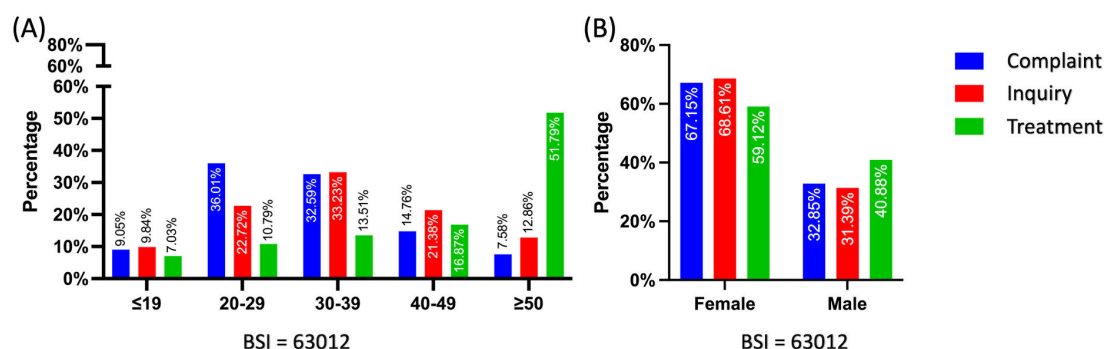 (A)
80%
60%
60%
50%
40%
30%
20%
10%
0%
Percentage
9.05% 9.84% 7.03%
36.01% 22.72% 10.79%
32.59% 33.23% 13.51%
14.76% 21.38% 16.87%
7.58% 12.86% 51.79%
≤19 20-29 30-39 40-49 ≥50
BSI = 63012
(B)
80%
60%
40%
20%
0%
Percentage
67.15% 68.61% 59.12%
32.85% 31.39% 40.88%
Female Male
BSI = 63012
Complaint
Inquiry
Treatment